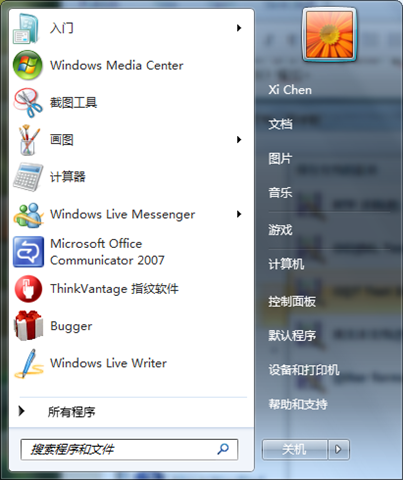 入门
Windows Media Center
截图工具
画图
计算器
Windows Live Messenger
Microsoft Office
Communicator 2007
ThinkVantage 指纹软件
Bugger
Windows Live Writer
所有程序
搜索程序和文件
Xi Chen
文档
图片
音乐
游戏
计算机
控制面板
默认程序
设备和打印机
帮助和支持
关机